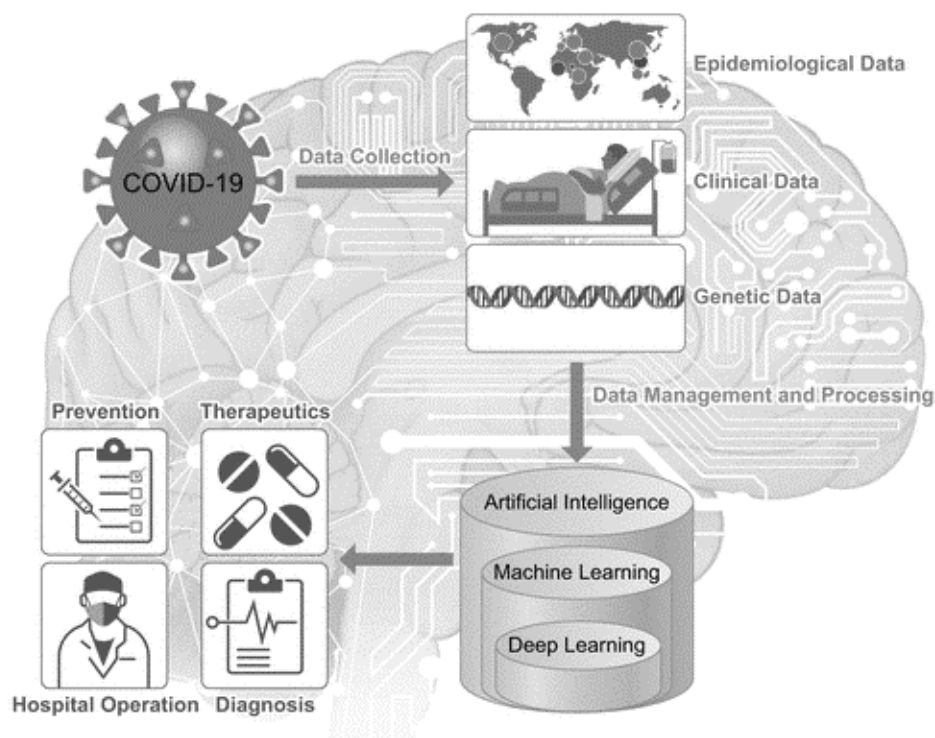 Epidemiological Data
COVID-19
Data Collection
Clinical Data
Genetic Data
Data Management and Processing
Prevention
Therapeutics
Artificial Intelligence
Machine Learning
Deep Learning
Hospital Operation
Diagnosis